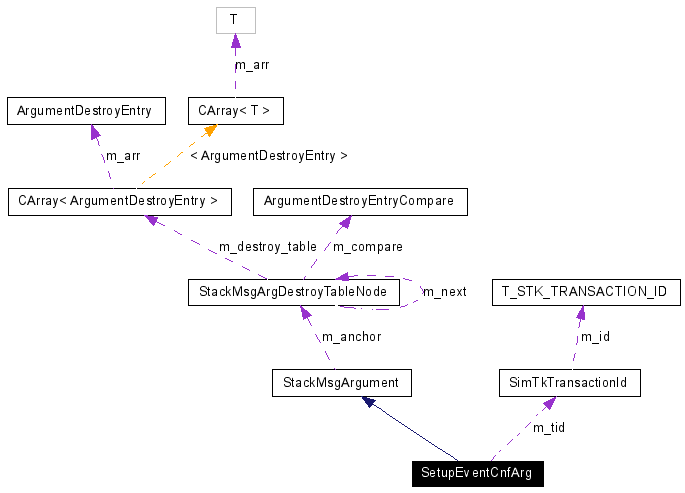 T
m_arr
ArgumentDestroyEntry
CArray< T >
m_arr
< ArgumentDestroyEntry >
CArray< ArgumentDestroyEntry >
ArgumentDestroyEntryCompare
m_destroy_table
m_compare
StackMsgArgDestroyTableNode
m_next
T_STK_TRANSACTION_ID
m_anchor
m_id
StackMsgArgument
SimTkTransactionId
m_tid
SetupEventCnfArg